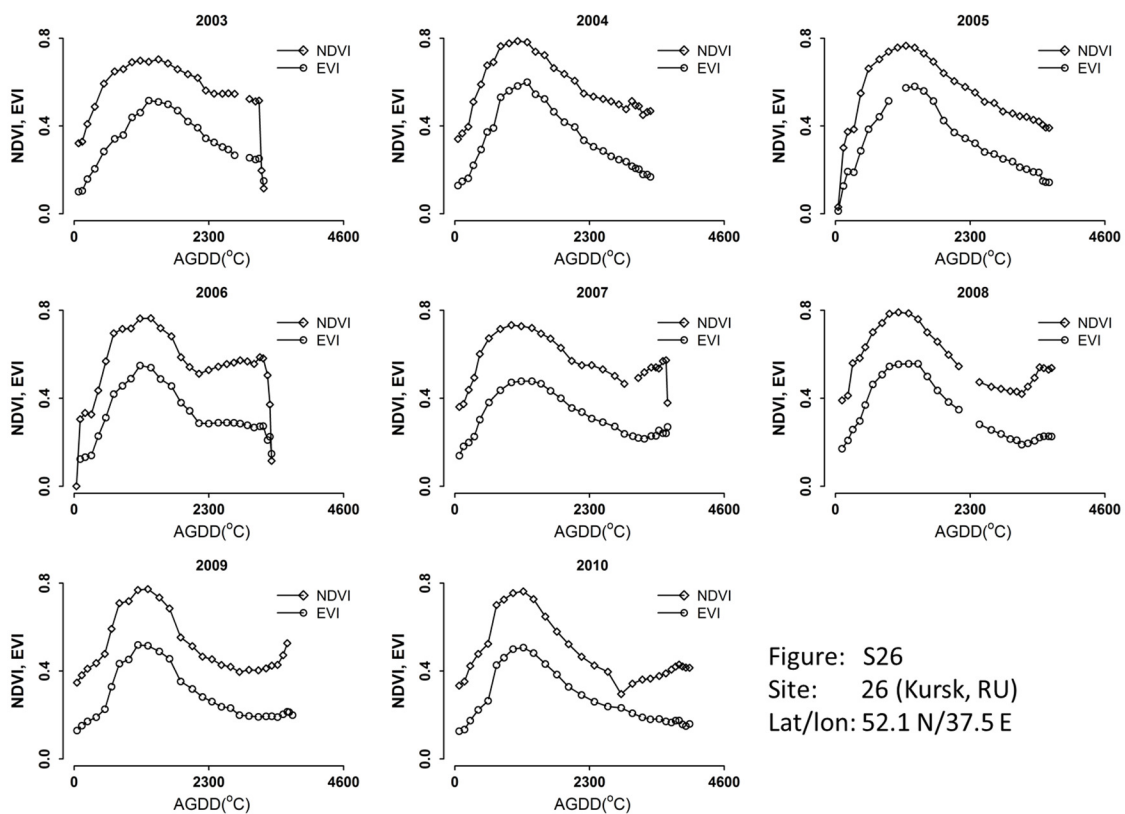 2003
NDVI
EVI
NDVI, EVI
0.0 0.4 0.8
0 2300 4600
AGDD(°C)
2004
NDVI
EVI
NDVI, EVI
0.0 0.4 0.8
0 2300 4600
AGDD(°C)
2005
NDVI
EVI
NDVI, EVI
0.0 0.4 0.8
0 2300 4600
AGDD(°C)
2006
NDVI
EVI
NDVI, EVI
0.0 0.4 0.8
0 2300 4600
AGDD(°C)
2007
NDVI
EVI
NDVI, EVI
0.0 0.4 0.8
0 2300 4600
AGDD(°C)
2008
NDVI
EVI
NDVI, EVI
0.0 0.4 0.8
0 2300 4600
AGDD(°C)
2009
NDVI
EVI
NDVI, EVI
0.0 0.4 0.8
0 2300 4600
AGDD(°C)
2010
NDVI
EVI
NDVI, EVI
0.0 0.4 0.8
0 2300 4600
AGDD(°C)
Figure: S26
Site: 26 (Kursk, RU)
Lat/lon: 52.1 N/37.5 E